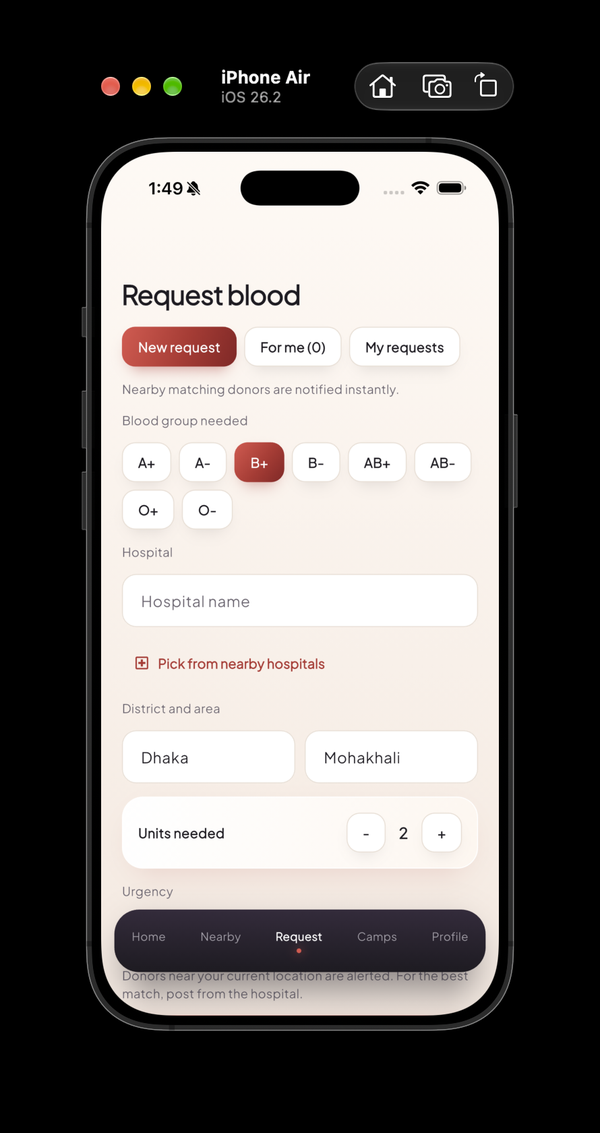 iPhone Air
iOS 26.2
1:49
Request blood
New request For me (0) My requests
Nearby matching donors are notified instantly.
Blood group needed
A+ A- B+ B- AB+ AB-
O+ O-
Hospital
Hospital name
Pick from nearby hospitals
District and area
Dhaka Mohakhali
Units needed - 2 +
Urgency
Home Nearby Request Camps Profile
Donors near your current location are alerted. For the best
match, post from the hospital.